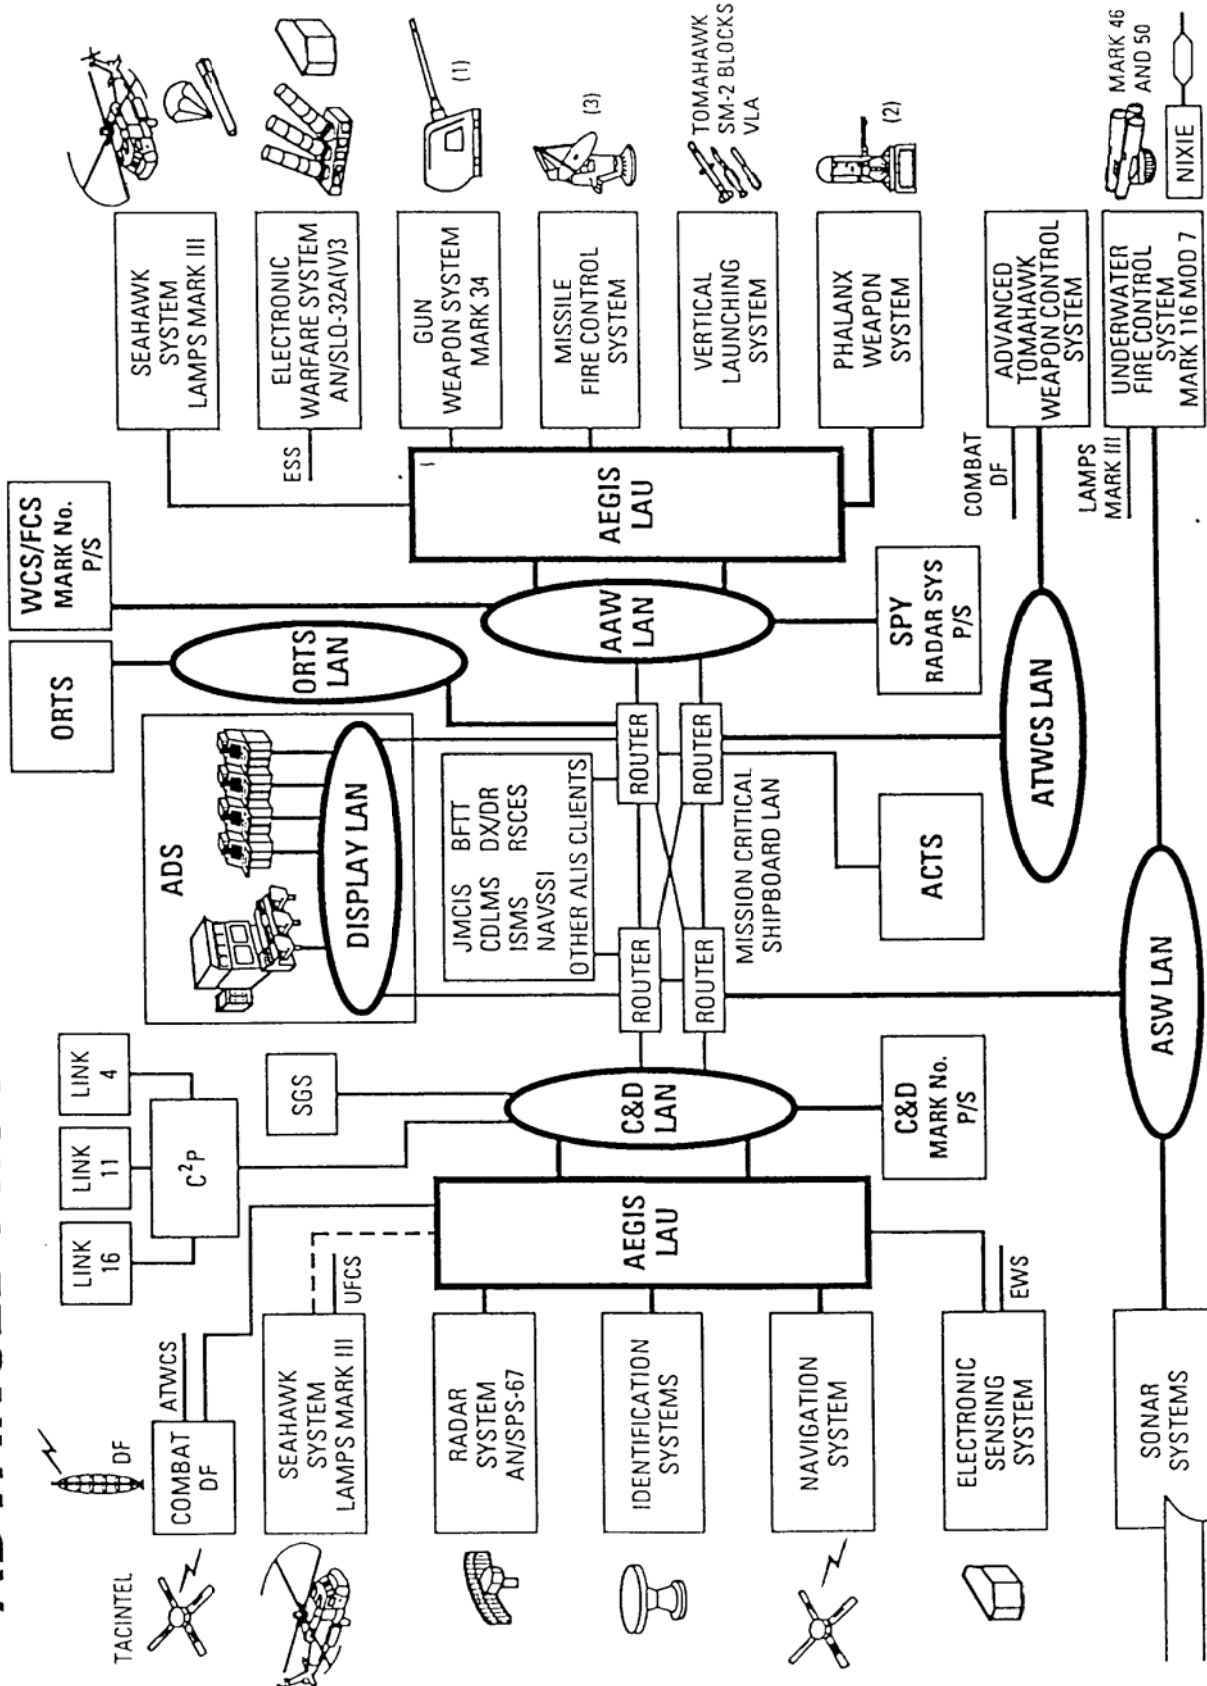 TACINTEL
DF
COMBAT
DF
ATWCS
SEAHAWK
SYSTEM
LAMPS MARK III
UFCS
RADAR
SYSTEM
AN/SPS-67
IDENTIFICATION
SYSTEMS
NAVIGATION
SYSTEM
ELECTRONIC
SENSING
SYSTEM
EWS
SONAR
SYSTEMS
LINK
16
LINK
11
LINK
4
C²P
SGS
AEGIS
LAU
C&D
LAN
C&D
MARK No.
P/S
ADS
DISPLAY LAN
JMCIS BFTT
CDLMS DX/DR
ISMS RSCES
NAVSSI
OTHER ALIS CLIENTS
ROUTER
ROUTER
ROUTER
ROUTER
MISSION CRITICAL
SHIPBOARD LAN
ACTS
ASW LAN
ATWCS LAN
ORTS
ORTS
LAN
WCS/FCS
MARK No.
P/S
AAW
LAN
SPY
RADAR SYS
P/S
AEGIS
LAU
SEAHAWK
SYSTEM
LAMPS MARK III
ELECTRONIC
WARFARE SYSTEM
AN/SLQ-32A(V)3
ESS
GUN
WEAPON SYSTEM
MARK 34
(1)
MISSILE
FIRE CONTROL
SYSTEM
(3)
VERTICAL
LAUNCHING
SYSTEM
TOMAHAWK
SM-2 BLOCKS
VLA
PHALANX
WEAPON
SYSTEM
(2)
COMBAT
DF
ADVANCED
TOMAHAWK
WEAPON CONTROL
SYSTEM
LAMPS
MARK III
UNDERWATER
FIRE CONTROL
SYSTEM
MARK 116 MOD 7
MARK 46
AND 50
NIXIE